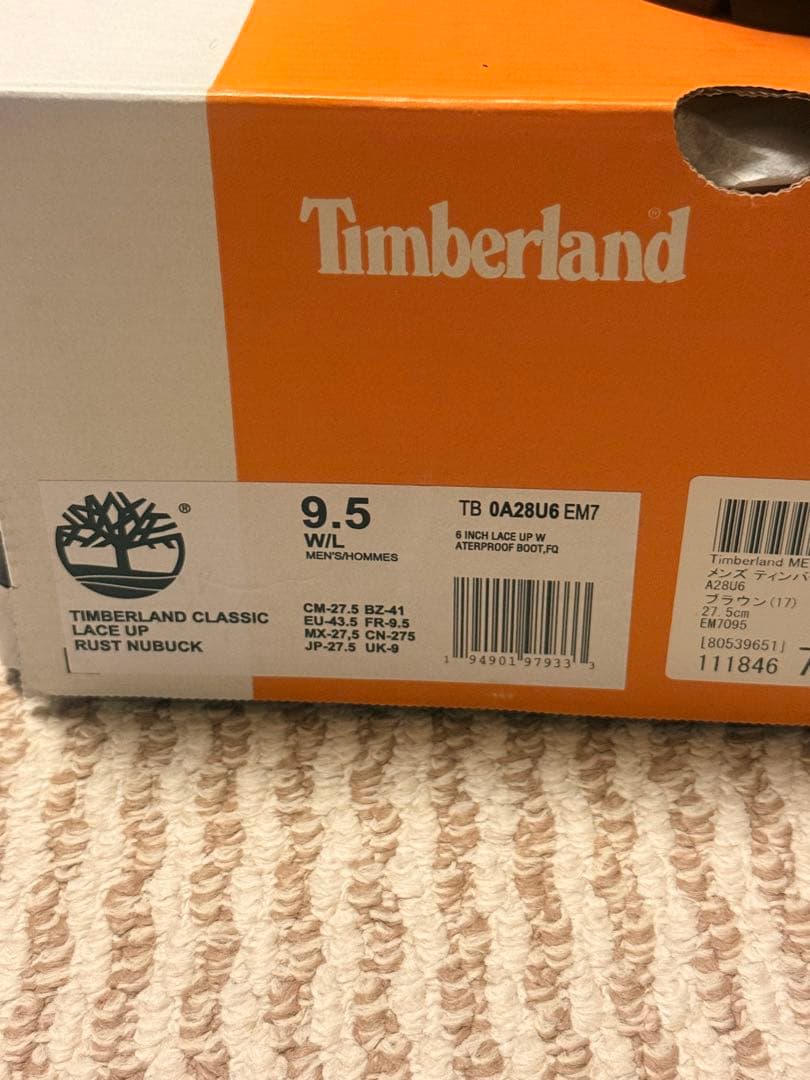 Timberland®
®
TIMBERLAND CLASSIC
LACE UP
RUST NUBUCK
9.5
W/L
MEN'S/HOMMES
CM-27.5 BZ-41
EU-43.5 FR-9.5
MX-27,5 CN-275
JP-27.5 UK-9
TB 0A28U6 EM7
6 INCH LACE UP W
ATERPROOF BOOT,FQ
1 94901 97933 3
Timberland ME
メンズ ティンバ
A28U6
ブラウン(17)
27.5cm
EM7095
[80539651]
111846